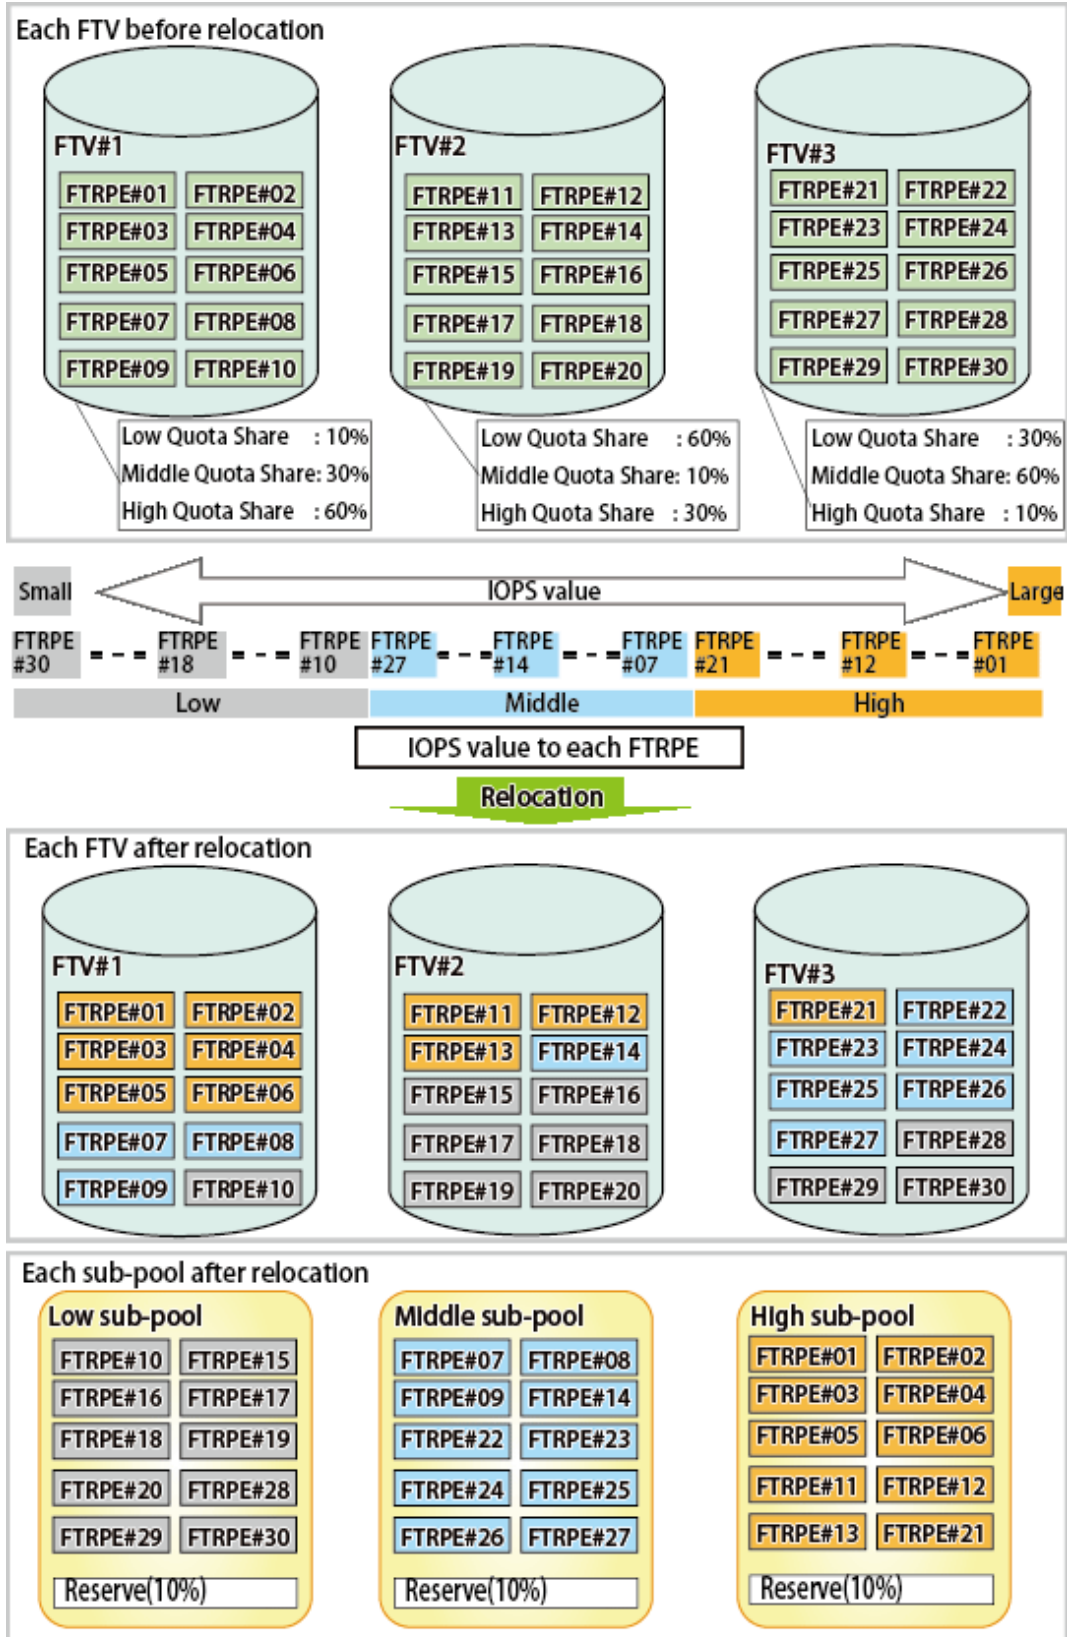 Each FTV before relocation
FTV#1
FTRPE#01 FTRPE#02
FTRPE#03 FTRPE#04
FTRPE#05 FTRPE#06
FTRPE#07 FTRPE#08
FTRPE#09 FTRPE#10
Low Quota Share : 10%
Middle Quota Share: 30%
High Quota Share : 60%
FTV#2
FTRPE#11 FTRPE#12
FTRPE#13 FTRPE#14
FTRPE#15 FTRPE#16
FTRPE#17 FTRPE#18
FTRPE#19 FTRPE#20
Low Quota Share : 60%
Middle Quota Share: 10%
High Quota Share : 30%
FTV#3
FTRPE#21 FTRPE#22
FTRPE#23 FTRPE#24
FTRPE#25 FTRPE#26
FTRPE#27 FTRPE#28
FTRPE#29 FTRPE#30
Low Quota Share : 30%
Middle Quota Share: 60%
High Quota Share : 10%
Small
IOPS value
Large
FTRPE
#30
FTRPE
#18
FTRPE
#10
FTRPE
#27
FTRPE
#14
FTRPE
#07
FTRPE
#21
FTRPE
#12
FTRPE
#01
Low
Middle
High
IOPS value to each FTRPE
Relocation
Each FTV after relocation
FTV#1
FTRPE#01 FTRPE#02
FTRPE#03 FTRPE#04
FTRPE#05 FTRPE#06
FTRPE#07 FTRPE#08
FTRPE#09 FTRPE#10
FTV#2
FTRPE#11 FTRPE#12
FTRPE#13 FTRPE#14
FTRPE#15 FTRPE#16
FTRPE#17 FTRPE#18
FTRPE#19 FTRPE#20
FTV#3
FTRPE#21 FTRPE#22
FTRPE#23 FTRPE#24
FTRPE#25 FTRPE#26
FTRPE#27 FTRPE#28
FTRPE#29 FTRPE#30
Each sub-pool after relocation
Low sub-pool
FTRPE#10 FTRPE#15
FTRPE#16 FTRPE#17
FTRPE#18 FTRPE#19
FTRPE#20 FTRPE#28
FTRPE#29 FTRPE#30
Reserve(10%)
Middle sub-pool
FTRPE#07 FTRPE#08
FTRPE#09 FTRPE#14
FTRPE#22 FTRPE#23
FTRPE#24 FTRPE#25
FTRPE#26 FTRPE#27
Reserve(10%)
High sub-pool
FTRPE#01 FTRPE#02
FTRPE#03 FTRPE#04
FTRPE#05 FTRPE#06
FTRPE#11 FTRPE#12
FTRPE#13 FTRPE#21
Reserve(10%)